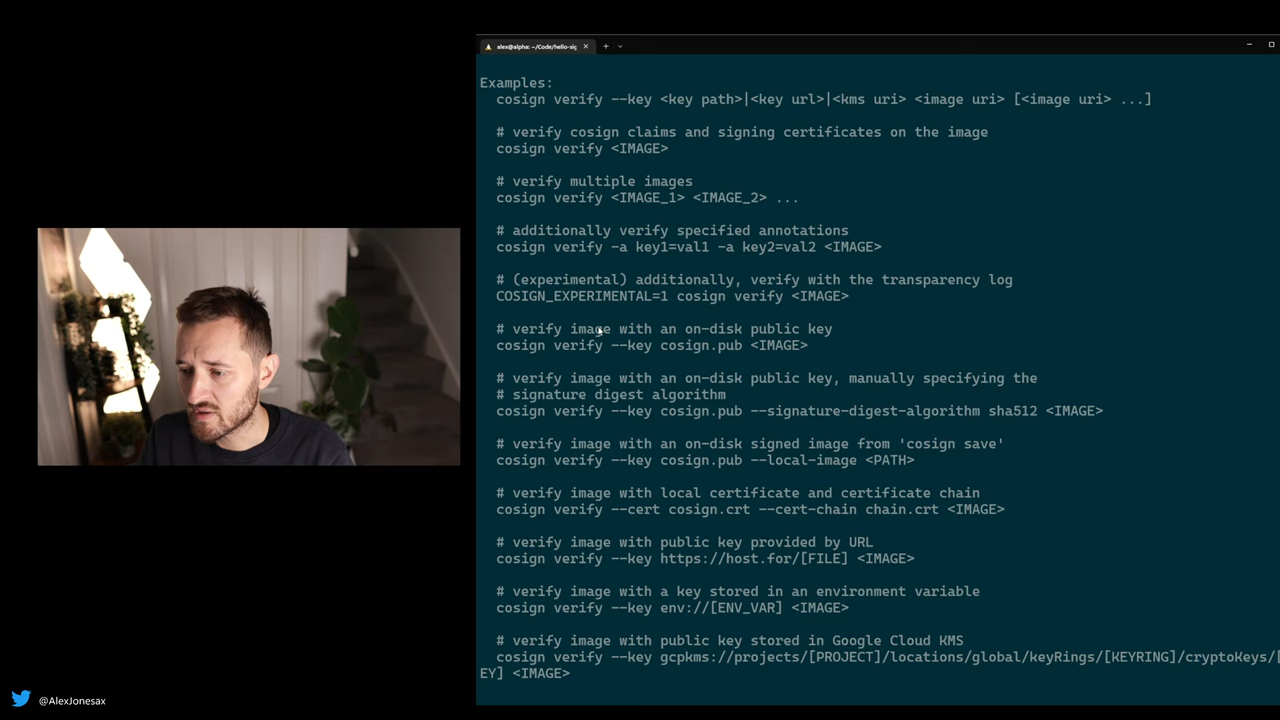 alex@alpha: ~/Code/hello-sig
Examples:
cosign verify --key <key path>|<key url>|<kms uri> <image uri> [<image uri> ...]
# verify cosign claims and signing certificates on the image
cosign verify <IMAGE>
# verify multiple images
cosign verify <IMAGE_1> <IMAGE_2> ...
# additionally verify specified annotations
cosign verify -a key1=val1 -a key2=val2 <IMAGE>
# (experimental) additionally, verify with the transparency log
COSIGN_EXPERIMENTAL=1 cosign verify <IMAGE>
# verify image with an on-disk public key
cosign verify --key cosign.pub <IMAGE>
# verify image with an on-disk public key, manually specifying the
# signature digest algorithm
cosign verify --key cosign.pub --signature-digest-algorithm sha512 <IMAGE>
# verify image with an on-disk signed image from 'cosign save'
cosign verify --key cosign.pub --local-image <PATH>
# verify image with local certificate and certificate chain
cosign verify --cert cosign.crt --cert-chain chain.crt <IMAGE>
# verify image with public key provided by URL
cosign verify --key https://host.for/[FILE] <IMAGE>
# verify image with a key stored in an environment variable
cosign verify --key env://[ENV_VAR] <IMAGE>
# verify image with public key stored in Google Cloud KMS
cosign verify --key gcpkms://projects/[PROJECT]/locations/global/keyRings/[KEYRING]/cryptoKeys/[
EY] <IMAGE>
@AlexJonesax